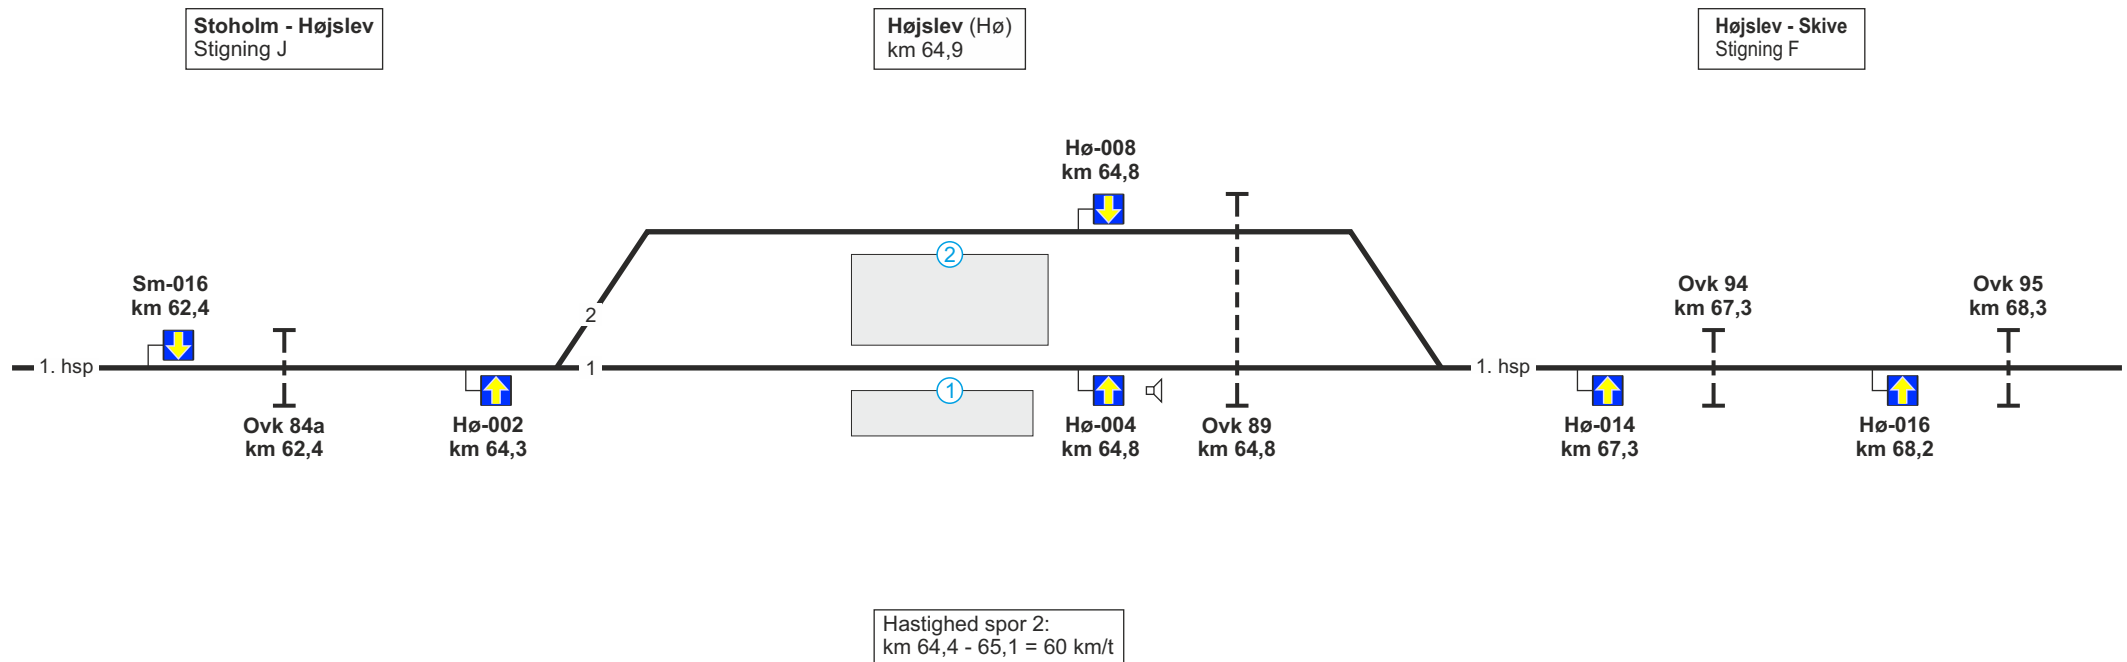 Stoholm - Højslev
Stigning J
Højslev (Hø)
km 64,9
Højslev - Skive
Stigning F
Hø-008
km 64,8
2
Sm-016
km 62,4
Ovk 94
km 67,3
Ovk 95
km 68,3
2
1. hsp
1
1. hsp
1
Ovk 84a
km 62,4
Hø-002
km 64,3
Hø-004
km 64,8
Ovk 89
km 64,8
Hø-014
km 67,3
Hø-016
km 68,2
Hastighed spor 2:
km 64,4 - 65,1 = 60 km/t